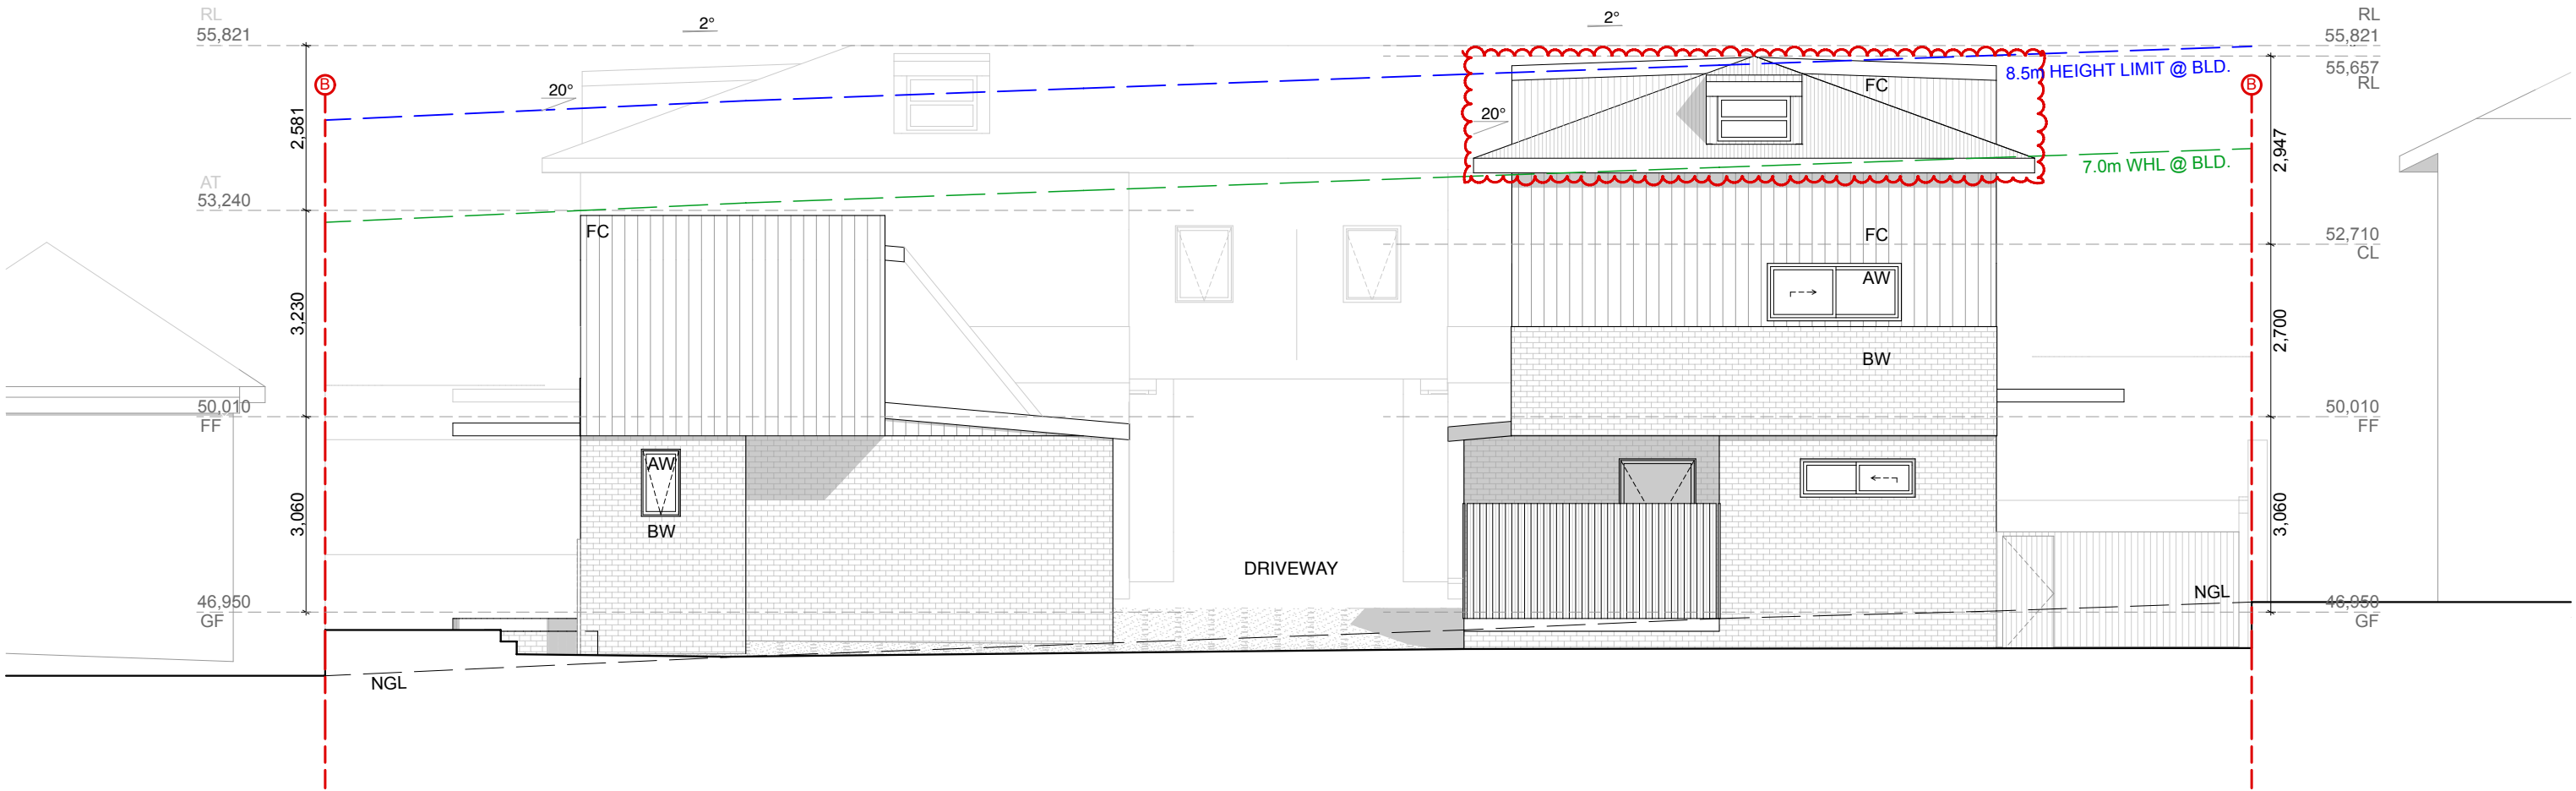 RL
55,821
2°
2°
RL
55,821
55,657
RL
8.5m HEIGHT LIMIT @ BLD.
B
B
20°
20°
FC
2,581
2,947
7.0m WHL @ BLD.
AT
53,240
FC
FC
52,710
CL
AW
3,230
2,700
BW
50,010
FF
50,010
FF
AW
BW
3,060
3,060
DRIVEWAY
NGL
46,950
GF
46,950
GF
NGL